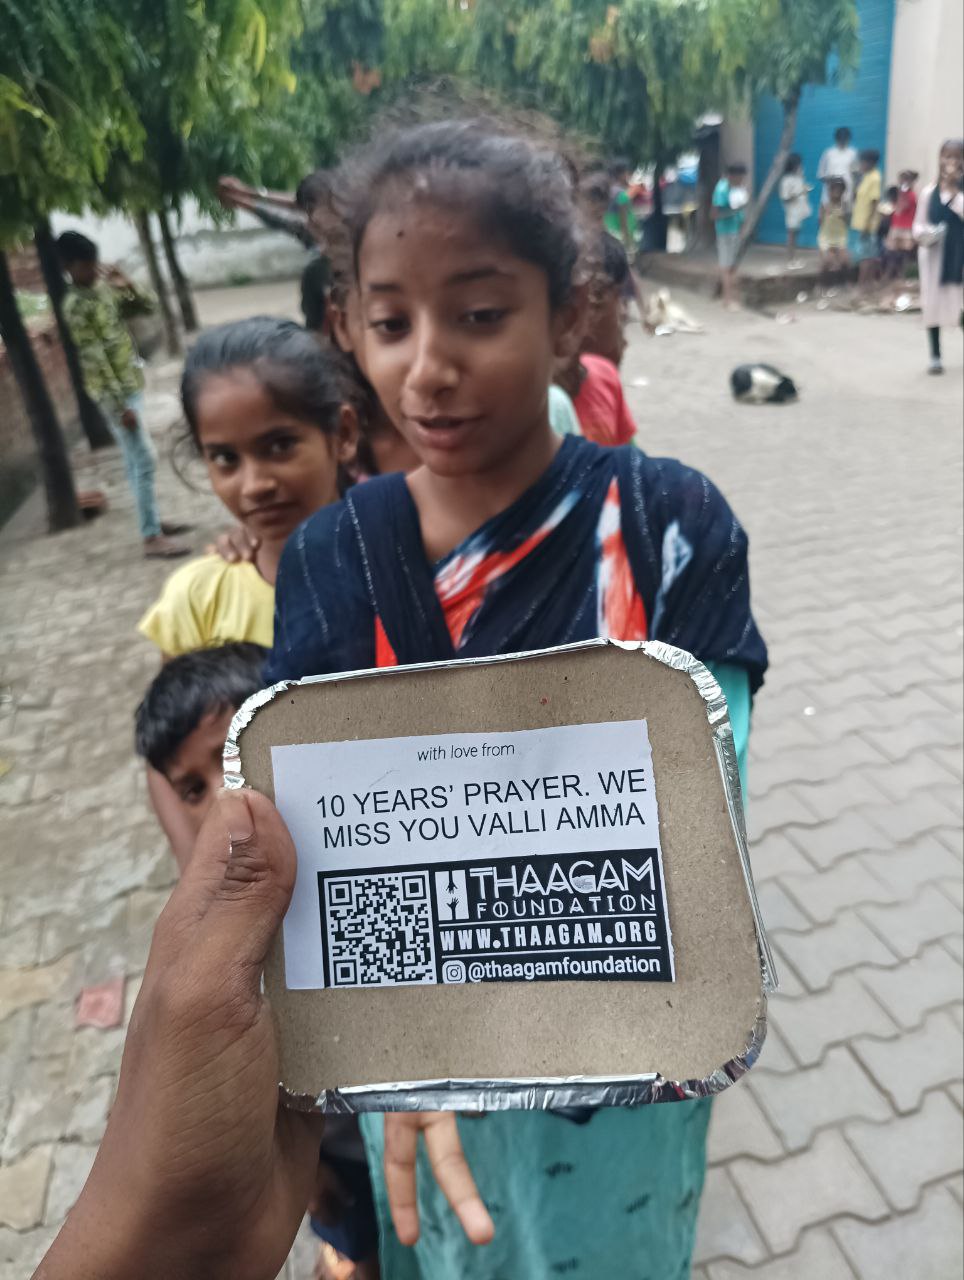 with love from
10 YEARS' PRAYER. WE
MISS YOU VALLI AMMA
THAAGAM
FOUNDATION
WWW.THAAGAM.ORG
@thaagamfoundation